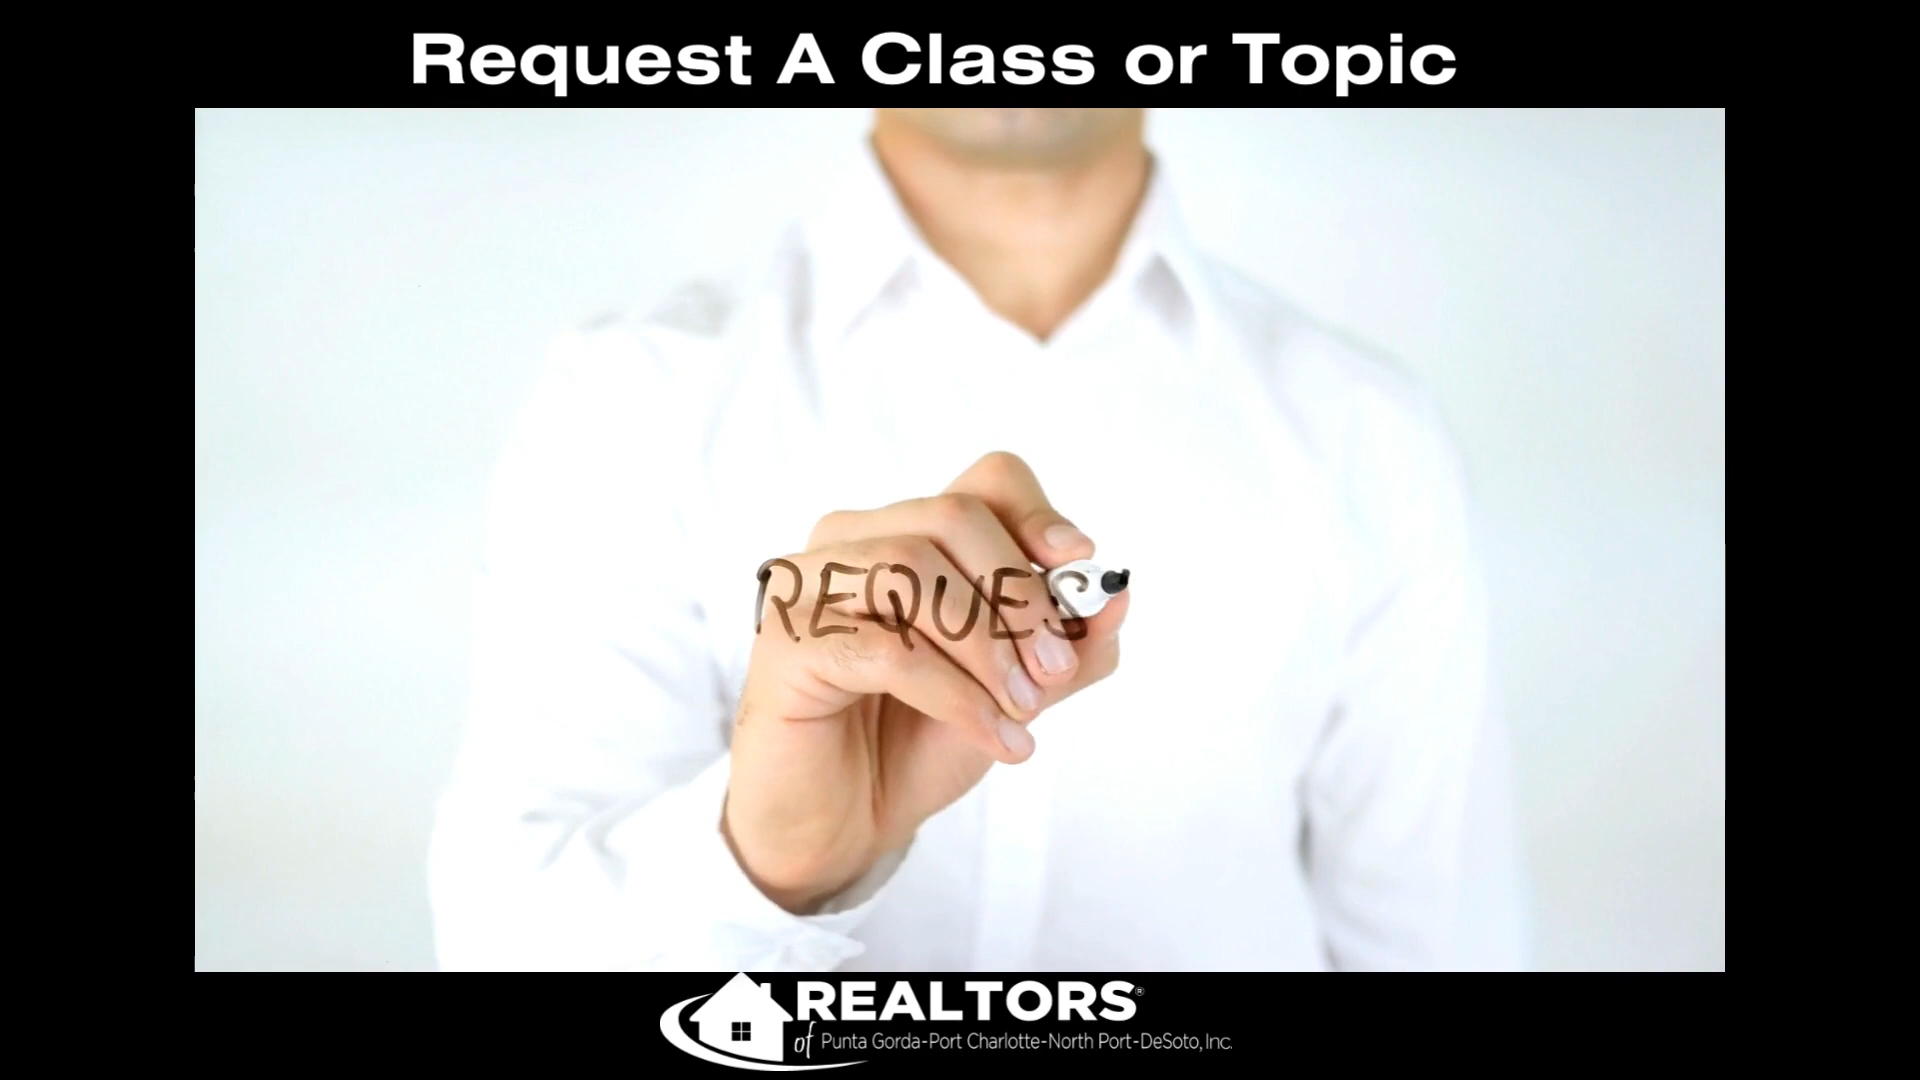 Request A Class or Topic
REQUES
REALTORS®
of Punta Gorda-Port Charlotte-North Port-DeSoto, Inc.